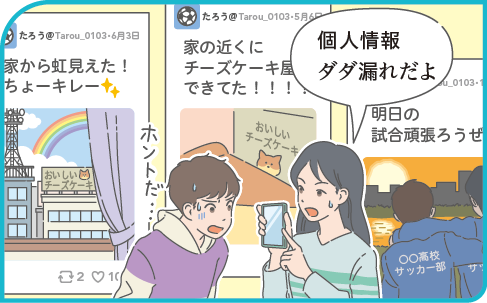 たろう@Tarou_0103・6月3日
家から虹見えた！
ちょーキレー✨
おいしい
チーズケーキ
2
10
たろう@Tarou_0103・5月6日
家の近くに
チーズケーキ屋
できてた！！！！
おいしい
チーズケーキ
個人情報
ダダ漏れだよ
ホントだ…
_0103・
明日の
試合頑張ろうぜ
〇〇高校
サッカー部
サッ